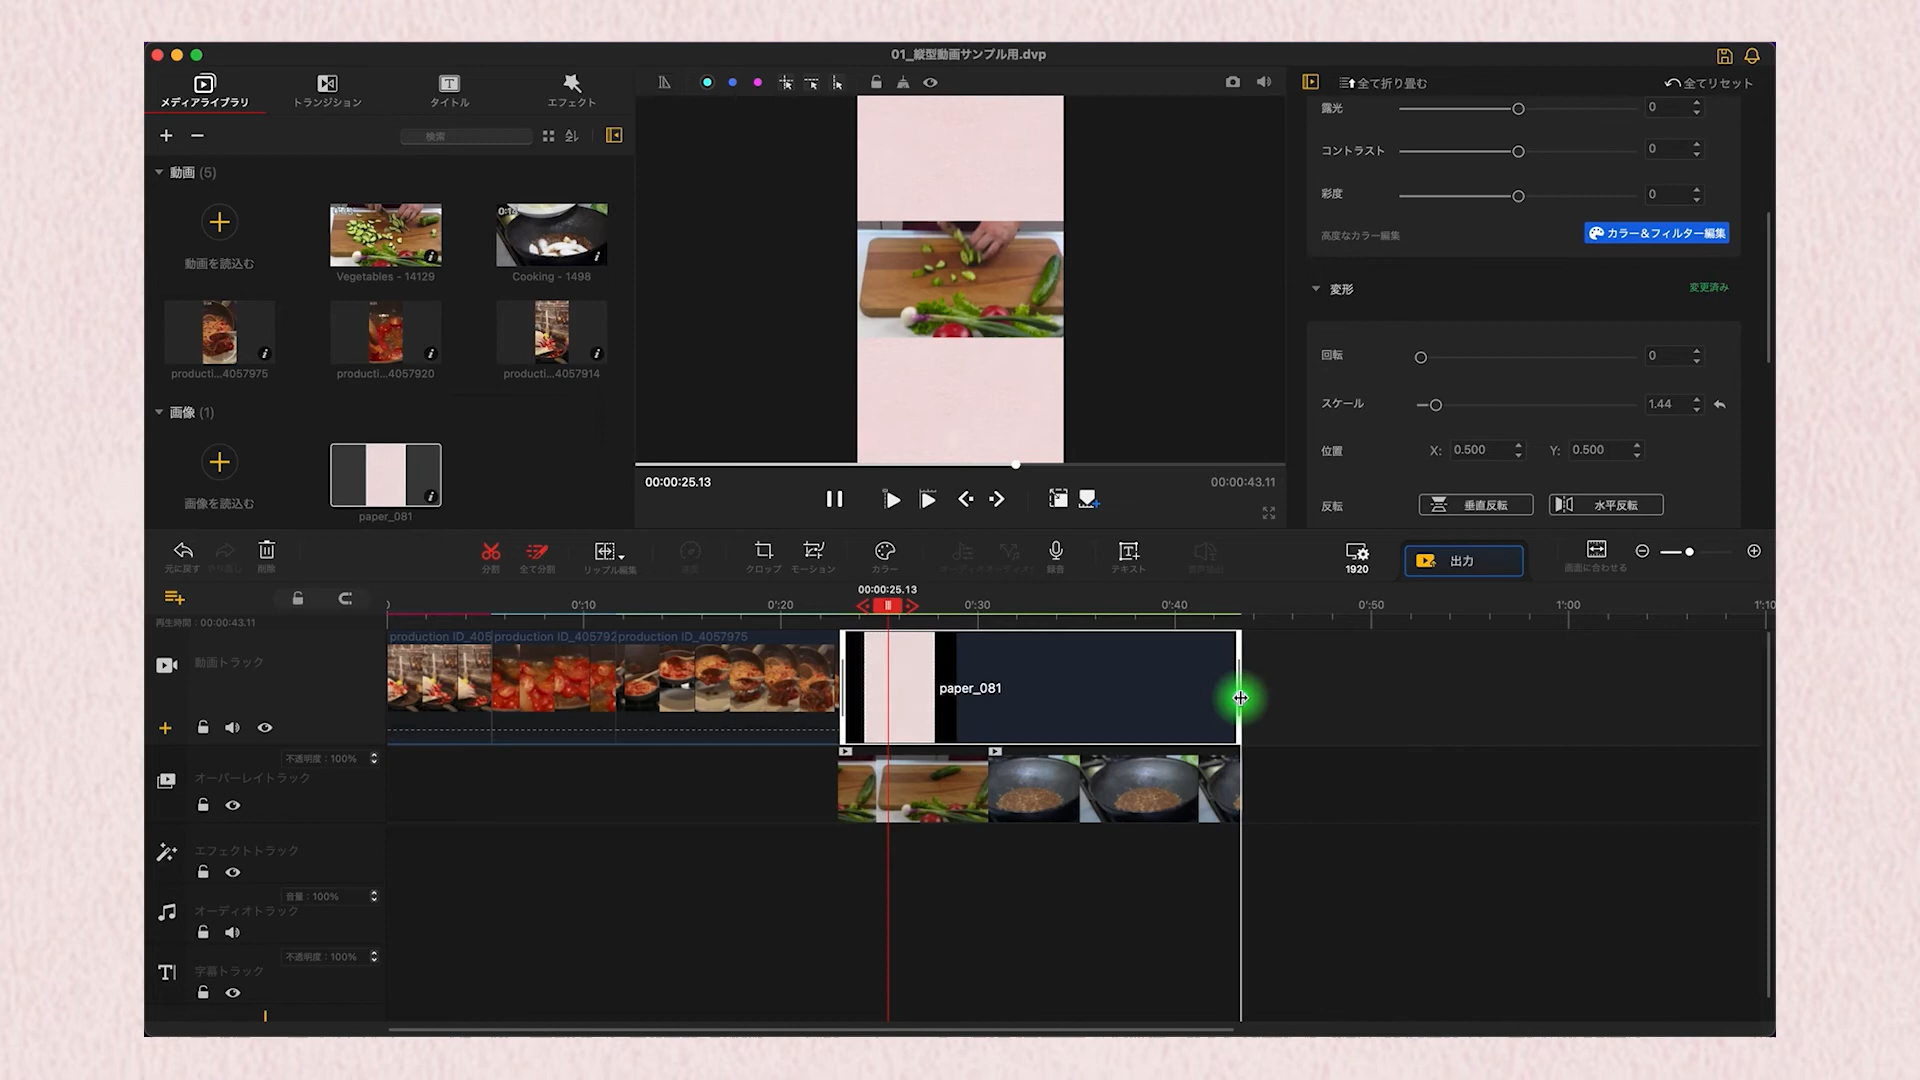 01_縦型動画サンプル用.dvp
メディアライブラリ
トランジション
タイトル
エフェクト
全て折り畳む
全てリセット
検索
動画 (5)
動画を読込む
Vegetables - 14129
Cooking - 1498
producti...4057975
producti...4057920
producti...4057914
画像 (1)
画像を読込む
paper_081
00:00:25.13
00:00:43.11
露光
0
コントラスト
0
彩度
0
高度なカラー編集
カラー&フィルター編集
変形
変更済み
回転
0
スケール
1.44
位置
X: 0.500
Y: 0.500
反転
垂直反転
水平反転
元に戻す
やり直し
削除
分割
全て分割
リップル編集
速度
クロップ
モーション
カラー
録音
テキスト
1920
出力
画面に合わせる
00:00:25.13
0:10
0:20
0:30
0:40
0:50
1:00
1:10
再生時間 : 00:00:43.11
production ID_405
production ID_405792
production ID_4057975
動画トラック
paper_081
不透明度 : 100%
オーバーレイトラック
エフェクトトラック
音量 : 100%
オーディオトラック
不透明度 : 100%
字幕トラック